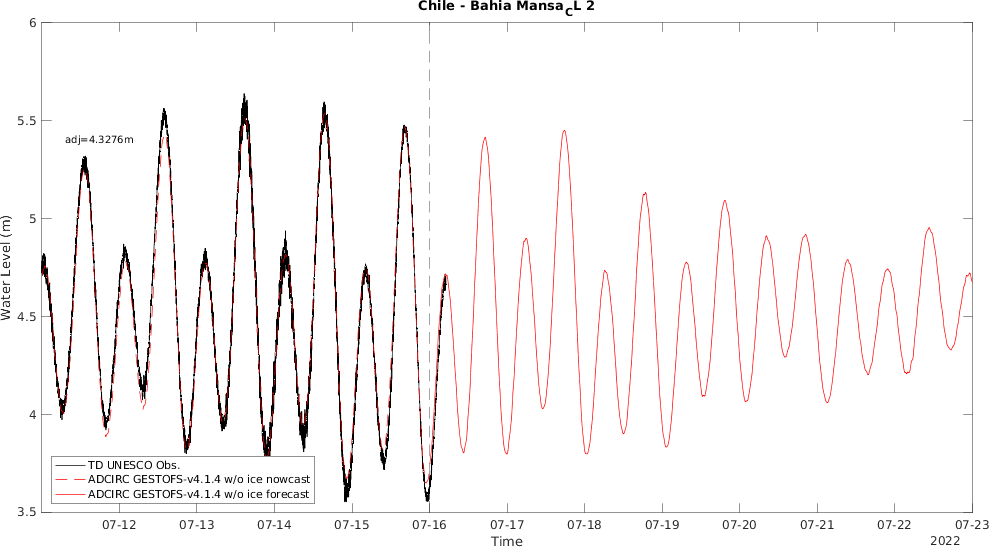 Chile - Bahia Mansa_CL 2
6
5.5
5
4.5
4
3.5
Water Level (m)
adj=4.3276m
TD UNESCO Obs.
ADCIRC GESTOFS-v4.1.4 w/o ice nowcast
ADCIRC GESTOFS-v4.1.4 w/o ice forecast
07-12 07-13 07-14 07-15 07-16 07-17 07-18 07-19 07-20 07-21 07-22 07-23
Time
2022